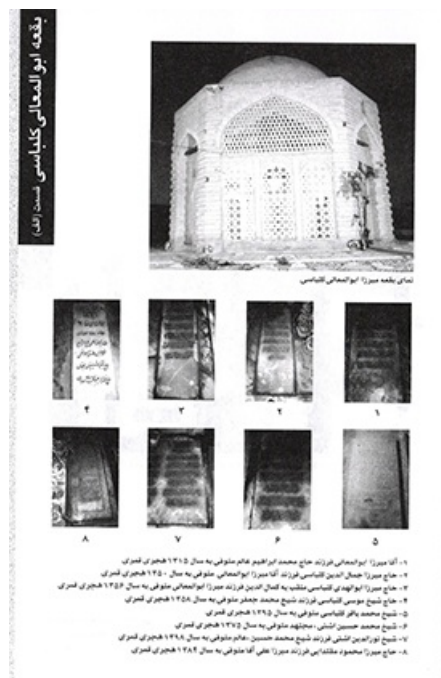 بقعه ابوالمعالی کلباسی قسمت (الف)
نمای بقعه میرزا ابوالمعالی کلباسی
۱
۲
۳
۴
۵
۶
۷
۸
۱- آقا میرزا ابوالمعالی فرزند حاج محمد ابراهیم عالم متوفی به سال ۱۳۱۵ هجری قمری.
۲- حاج میرزا جمال الدین کلباسی فرزند آقا میرزا ابوالمعالی متوفی به سال ۱۳۵۰ هجری قمری.
۳- حاج میرزا ابوالهدی کلباسی ملقب به کمال الدین فرزند میرزا ابوالمعالی متوفی به سال ۱۳۵۶ هجری قمری.
۴- حاج شیخ موسی کلباسی فرزند شیخ محمد جعفر متوفی به سال ۱۳۵۸ هجری قمری.
۵- شیخ محمد باقر کلباسی متوفی به سال ۱۳۹۵ هجری قمری.
۶- شیخ محمد حسین اشنی، مجتهد متوفی به سال ۱۳۷۵ هجری قمری.
۷- شیخ نورالدین اشنی فرزند شیخ محمد حسین، عالم متوفی به سال ۱۳۹۸ هجری قمری.
۸- حاج میرزا محمود مقتدایی فرزند میرزا علی آقا متوفی به سال ۱۳۸۴ هجری قمری.